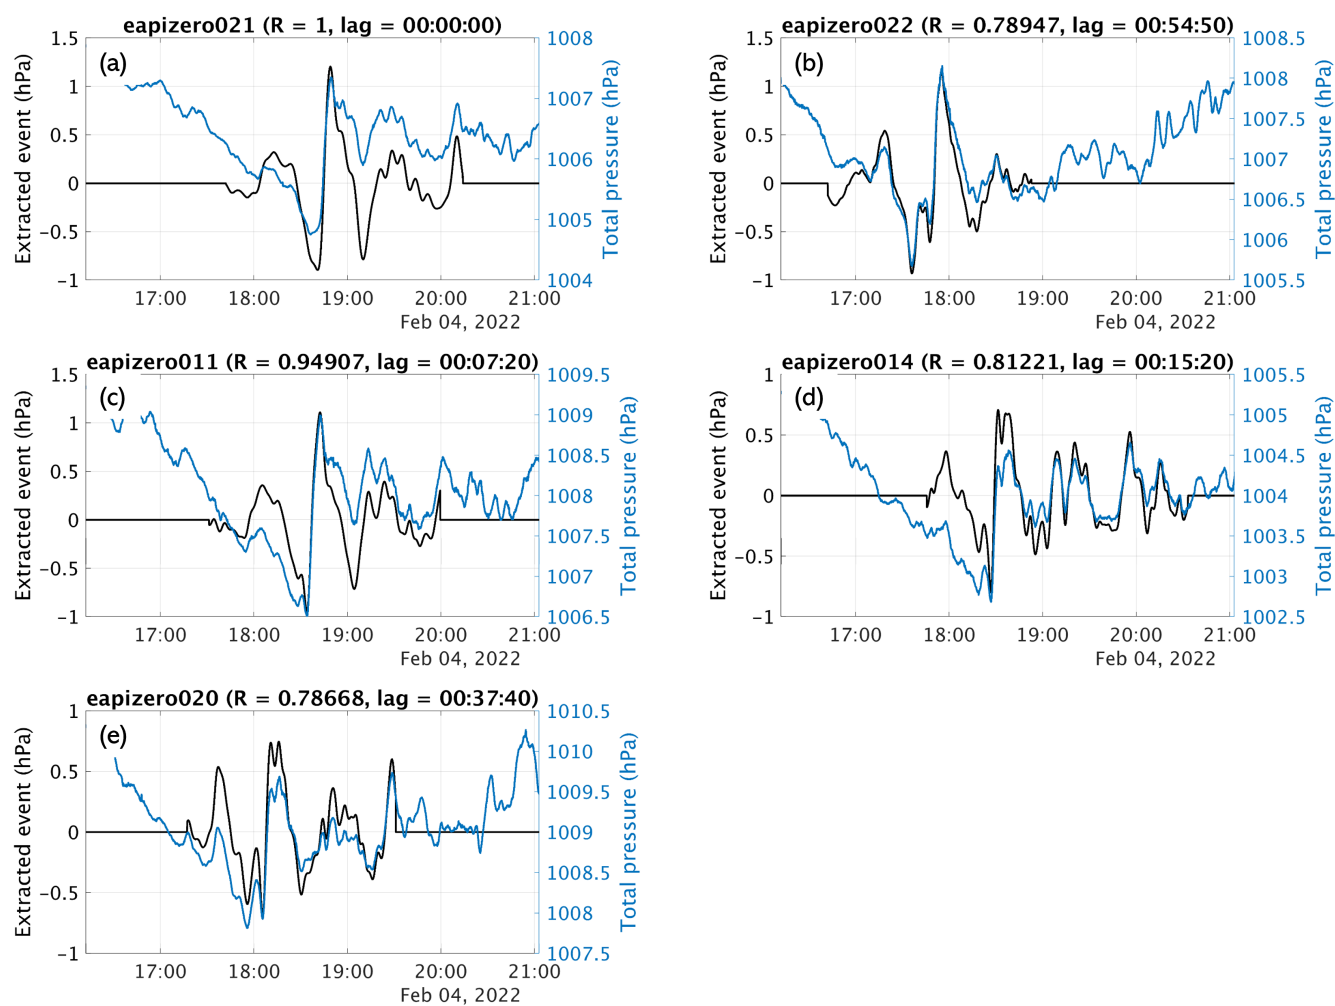 eapizero021 (R = 1, lag = 00:00:00)
(a)
Extracted event (hPa)
1.5
1
0.5
0
−0.5
−1
1008
1007
1006
1005
1004
Total pressure (hPa)
17:00 18:00 19:00 20:00 21:00
Feb 04, 2022
eapizero022 (R = 0.78947, lag = 00:54:50)
(b)
Extracted event (hPa)
1.5
1
0.5
0
−0.5
−1
1008.5
1008
1007.5
1007
1006.5
1006
1005.5
Total pressure (hPa)
17:00 18:00 19:00 20:00 21:00
Feb 04, 2022
eapizero011 (R = 0.94907, lag = 00:07:20)
(c)
Extracted event (hPa)
1.5
1
0.5
0
−0.5
−1
1009.5
1009
1008.5
1008
1007.5
1007
1006.5
Total pressure (hPa)
17:00 18:00 19:00 20:00 21:00
Feb 04, 2022
eapizero014 (R = 0.81221, lag = 00:15:20)
(d)
Extracted event (hPa)
1
0.5
0
−0.5
−1
1005.5
1005
1004.5
1004
1003.5
1003
1002.5
Total pressure (hPa)
17:00 18:00 19:00 20:00 21:00
Feb 04, 2022
eapizero020 (R = 0.78668, lag = 00:37:40)
(e)
Extracted event (hPa)
1
0.5
0
−0.5
−1
1010.5
1010
1009.5
1009
1008.5
1008
1007.5
Total pressure (hPa)
17:00 18:00 19:00 20:00 21:00
Feb 04, 2022